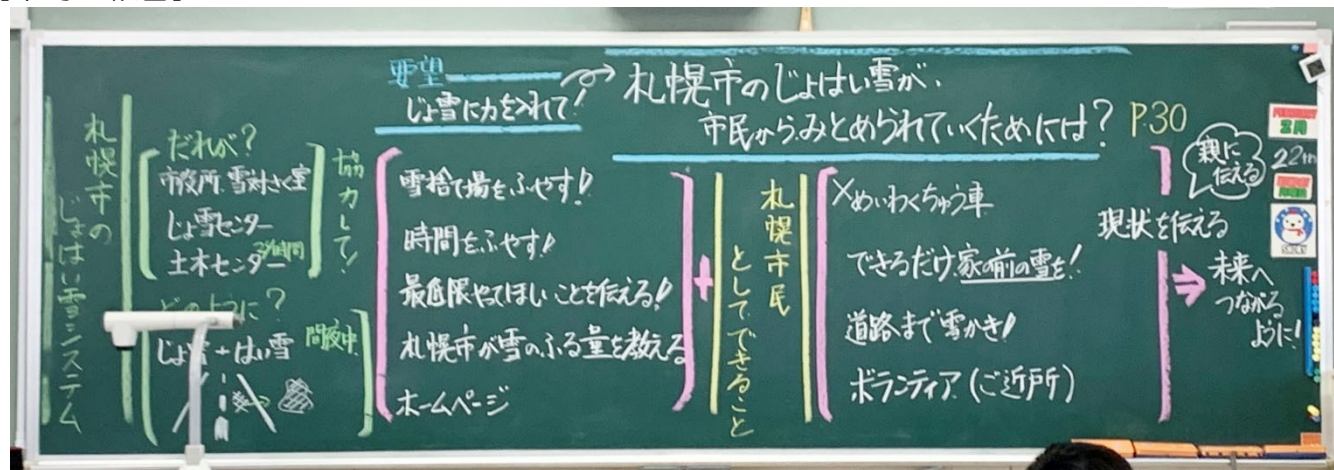 札幌市の
じょはい雪システム
だれが?
市役所.雪対さく室
じょ雪センター
土木センター
24時間
協力して!
どのように?
じょ雪+はい雪
間
夜中
要望
じょ雪に力を入れて!
札幌市のじょはい雪が、
市民からみとめられていくためには? P.30
雪捨て場をふやす!
時間をふやす!
最低限やてほしいことを伝える!
札幌市が雪のふる量を教える
ホームページ
+
札幌市民
としてできること
×めいわくちゅう車
できるだけ家の前の雪を!
道路まで雪かき!
ボランティア(ご近所)
親に
伝える
現状を伝える
未来へ
つながる
ように!
2月
22